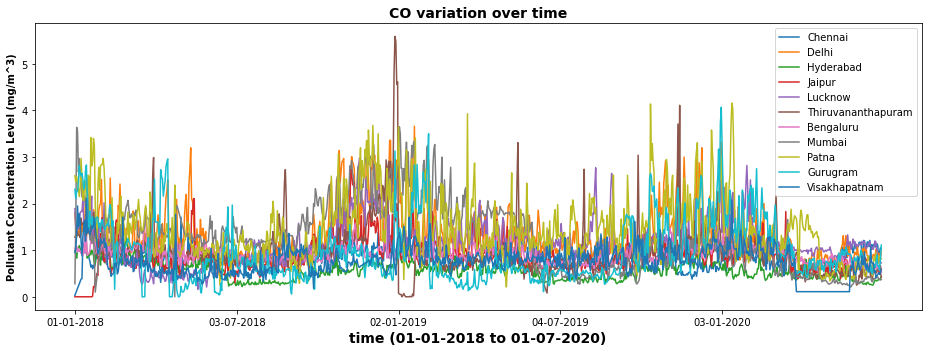 CO variation over time
Pollutant Concentration Level (mg/m^3)
5
4
3
2
1
0
01-01-2018
03-07-2018
02-01-2019
04-07-2019
03-01-2020
time (01-01-2018 to 01-07-2020)
Chennai
Delhi
Hyderabad
Jaipur
Lucknow
Thiruvananthapuram
Bengaluru
Mumbai
Patna
Gurugram
Visakhapatnam